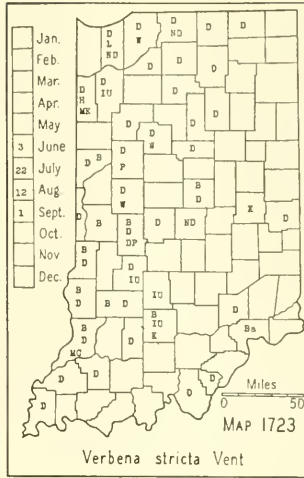 Jan.
Feb.
Mar.
Apr.
May
3 June
22 July
12 Aug.
1 Sept.
Oct.
Nov
Dec.
D
D
L
ND
D
W
D
ND
D
D
D
D
D
H
MK
D
IU
D
D
D
D
D
D
W
D
D B
D
P
D
B
D
D
W
D
B
B
D
DP
D
ND
D
K
B
D
D
IU
B
D
B D
IU
D
B
IU
K
Ba
B
D
MC
D
D
D
D
D
D
Miles
0 50
MAP 1723
Verbena stricta Vent